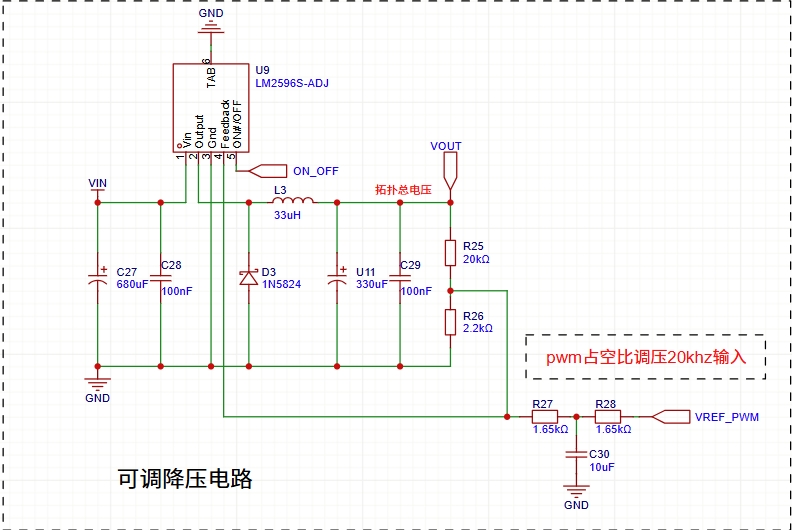 GND
U9
LM2596S-ADJ
TAB
6
Vin
Output
Gnd
Feedback
ON#/OFF
1
2
3
4
5
ON_OFF
VOUT
VIN
L3
33uH
拓扑总电压
C27
680uF
C28
100nF
D3
1N5824
U11
330uF
C29
100nF
R25
20kΩ
R26
2.2kΩ
GND
pwm占空比调压20khz输入
R27
1.65kΩ
R28
1.65kΩ
VREF_PWM
C30
10uF
GND
可调降压电路